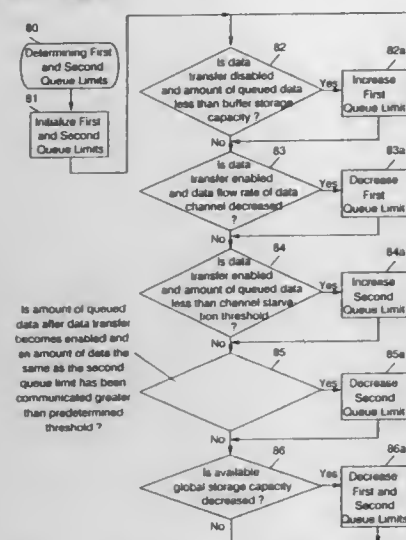 80
Determining First
and Second
Queue Limits
81
Initialize First
and Second
Queue Limits
82
Is data
transfer disabled
and amount of queued data
less than buffer storage
capacity ?
Yes
82a
Increase
First
Queue Limit
No
83
Is data
transfer enabled
and data flow rate of data
channel decreased
?
Yes
83a
Decrease
First
Queue Limit
No
84
Is data
transfer enabled
and amount of queued data
less than channel starva-
tion threshold
?
Yes
84a
Increase
Second
Queue Limit
No
Is amount of queued
data after data transfer
becomes enabled and
an amount of data the
same as the second
queue limit has been
communicated greater
than predetermined
threshold ?
85
Yes
85a
Decrease
Second
Queue Limit
No
86
Is available
global storage capacity
decreased ?
Yes
86a
Decrease
First and
Second
Queue Limits
No